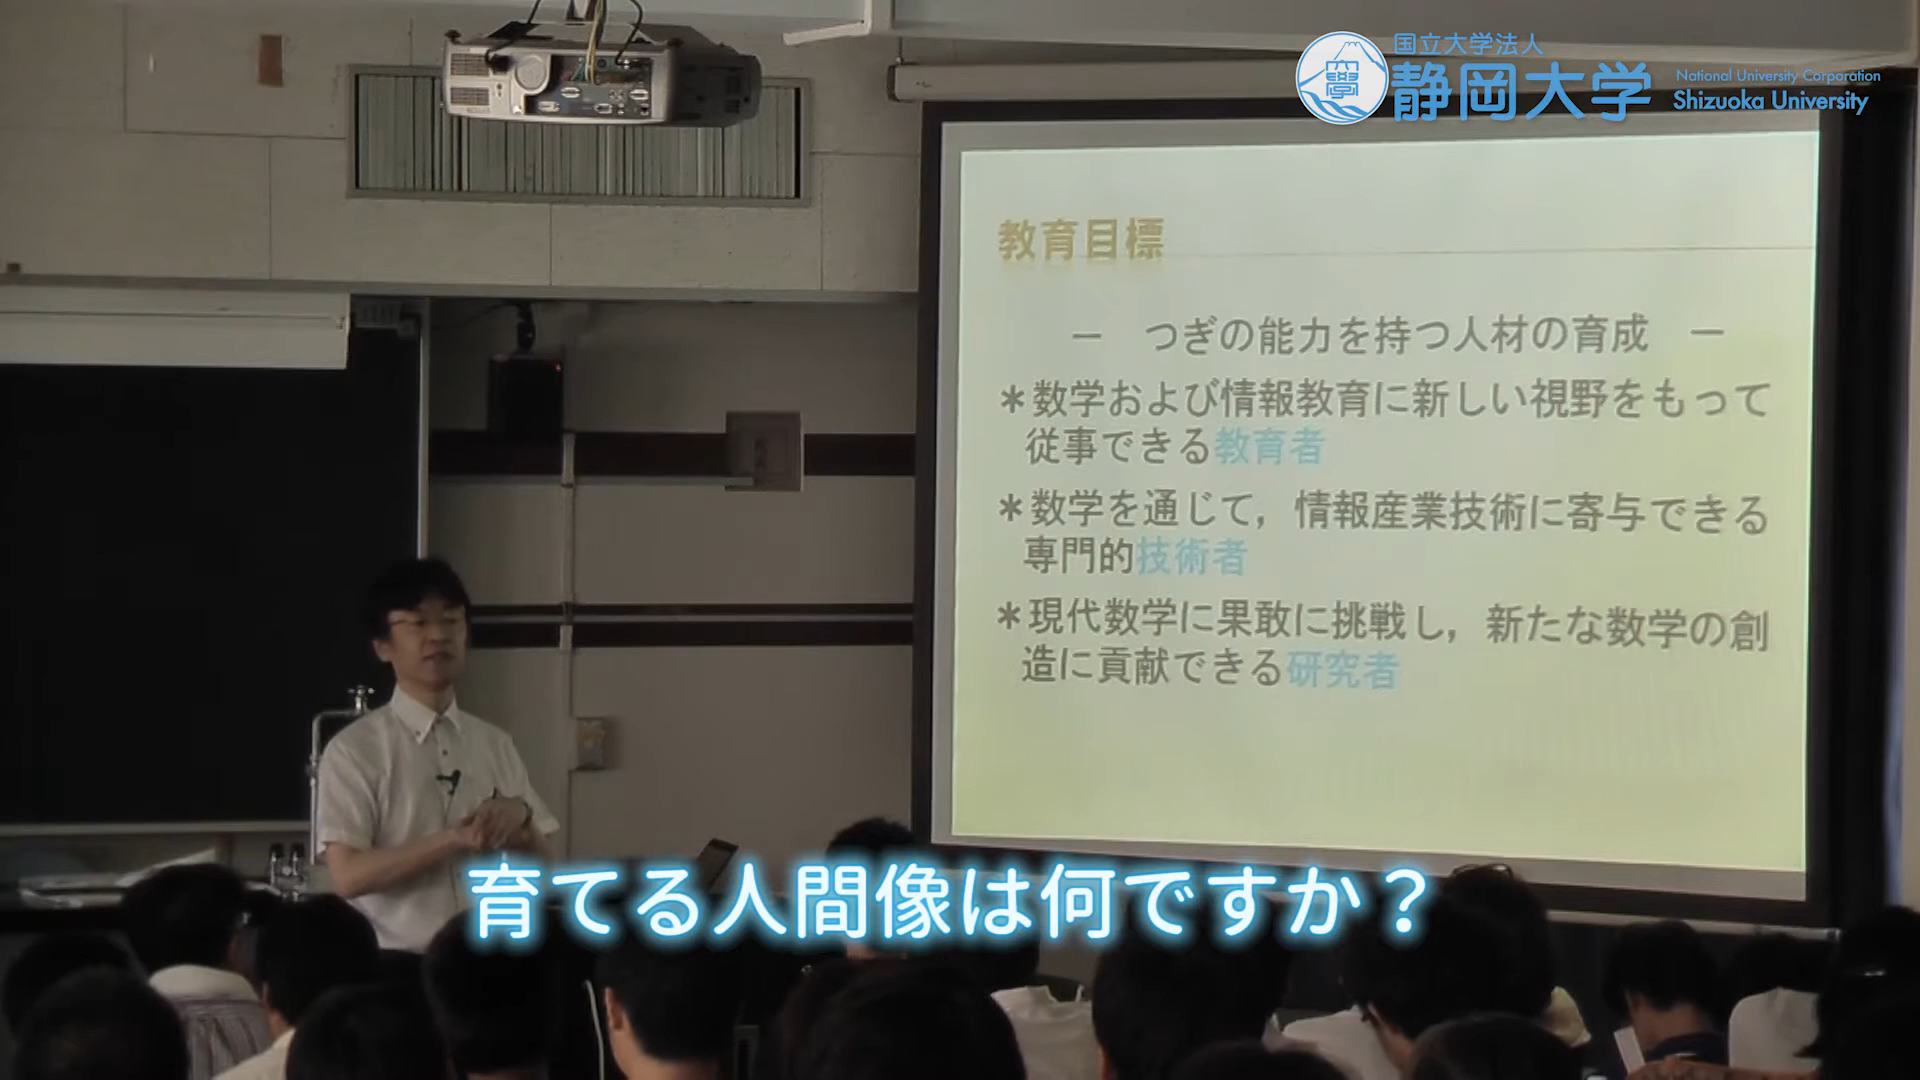 国立大学法人
静岡大学
National University Corporation
Shizuoka University
教育目標
－ つぎの能力を持つ人材の育成 －
＊数学および情報教育に新しい視野をもって
従事できる教育者
＊数学を通じて，情報産業技術に寄与できる
専門的技術者
＊現代数学に果敢に挑戦し，新たな数学の創
造に貢献できる研究者
育てる人間像は何ですか？